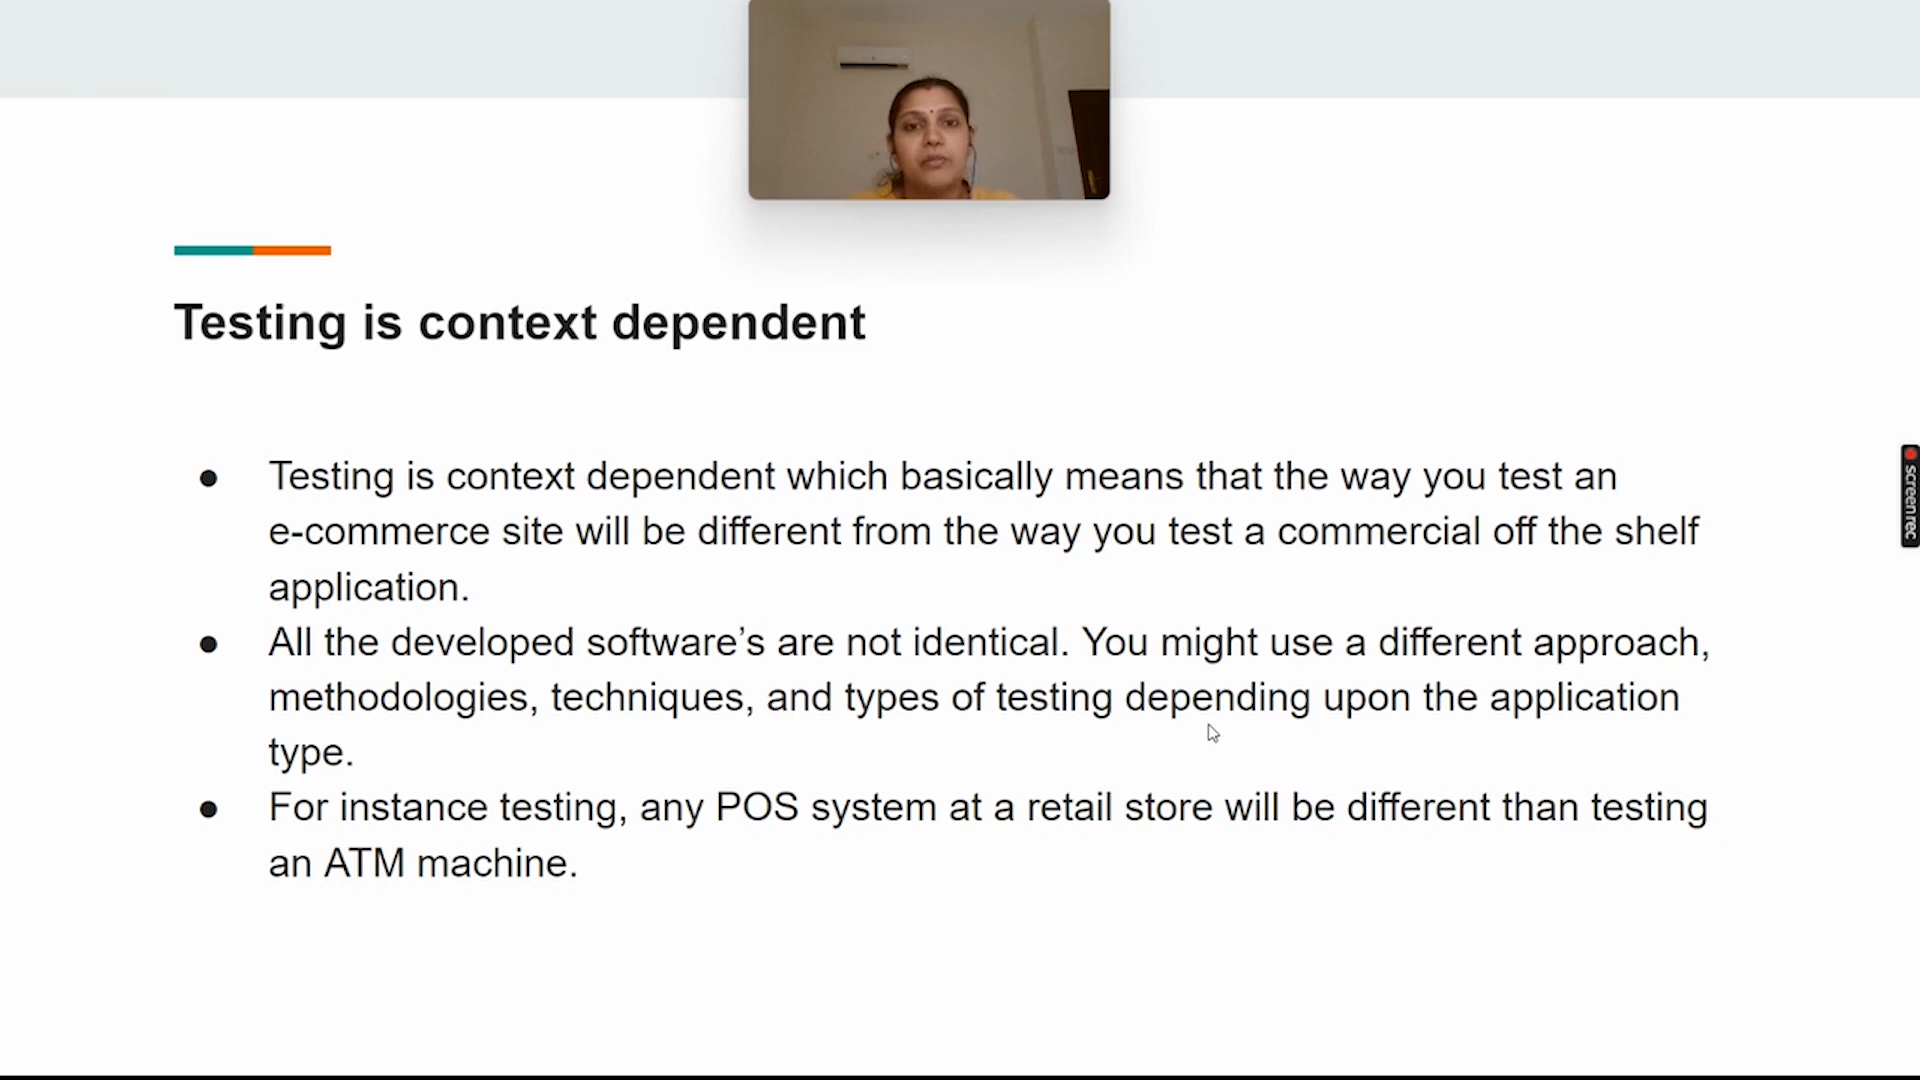 Testing is context dependent
● Testing is context dependent which basically means that the way you test an
e-commerce site will be different from the way you test a commercial off the shelf
application.
● All the developed software’s are not identical. You might use a different approach,
methodologies, techniques, and types of testing depending upon the application
type.
● For instance testing, any POS system at a retail store will be different than testing
an ATM machine.
screenrec